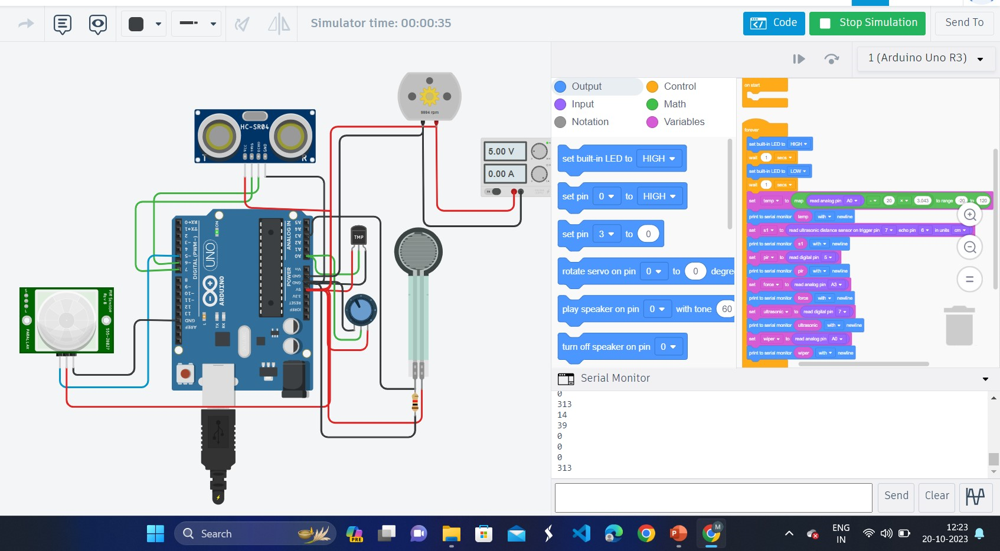 Simulator time: 00:00:35
Code
Stop Simulation
Send To
1 (Arduino Uno R3)
Output
Control
Input
Math
Notation
Variables
set built-in LED to HIGH
set pin 0 to HIGH
set pin 3 to 0
rotate servo on pin 0 to 0 degre
play speaker on pin 0 with tone 60
turn off speaker on pin 0
on start
forever
set built-in LED to HIGH
wait 1 secs
set built-in LED to LOW
wait 1 secs
set temp to map read analog pin A0 - 20 × 3.043 to range -20 to 120
print to serial monitor temp with newline
set s1 to read ultrasonic distance sensor on trigger pin 7 echo pin 6 in units cm
print to serial monitor s1 with newline
set pir to read digital pin 5
print to serial monitor pir with newline
set force to read analog pin A3
print to serial monitor force with newline
set ultrasonic to read digital pin 7
print to serial monitor ultrasonic with newline
set wiper to read analog pin A0
print to serial monitor wiper with newline
Serial Monitor
0
313
14
39
0
0
0
313
Send
Clear
HC-SR04
VCC
TRIG
ECHO
GND
T
R
8084 rpm
5.00 V
0.00 A
TMP
RX←0
TX→1
2
~3
4
~5
~6
7
8
~9
~10
~11
12
13
GND
AREF
DIGITAL (PWM~)
UNO
ARDUINO
ON
L
TX
RX
ANALOG IN
A5
A4
A3
A2
A1
A0
POWER
Vin
GND
GND
5V
3.3V
RESET
IOREF
PIR SENSOR
Rev B
555-28027
PARALLAX
Search
PRE
M
ENG
IN
12:23
20-10-2023